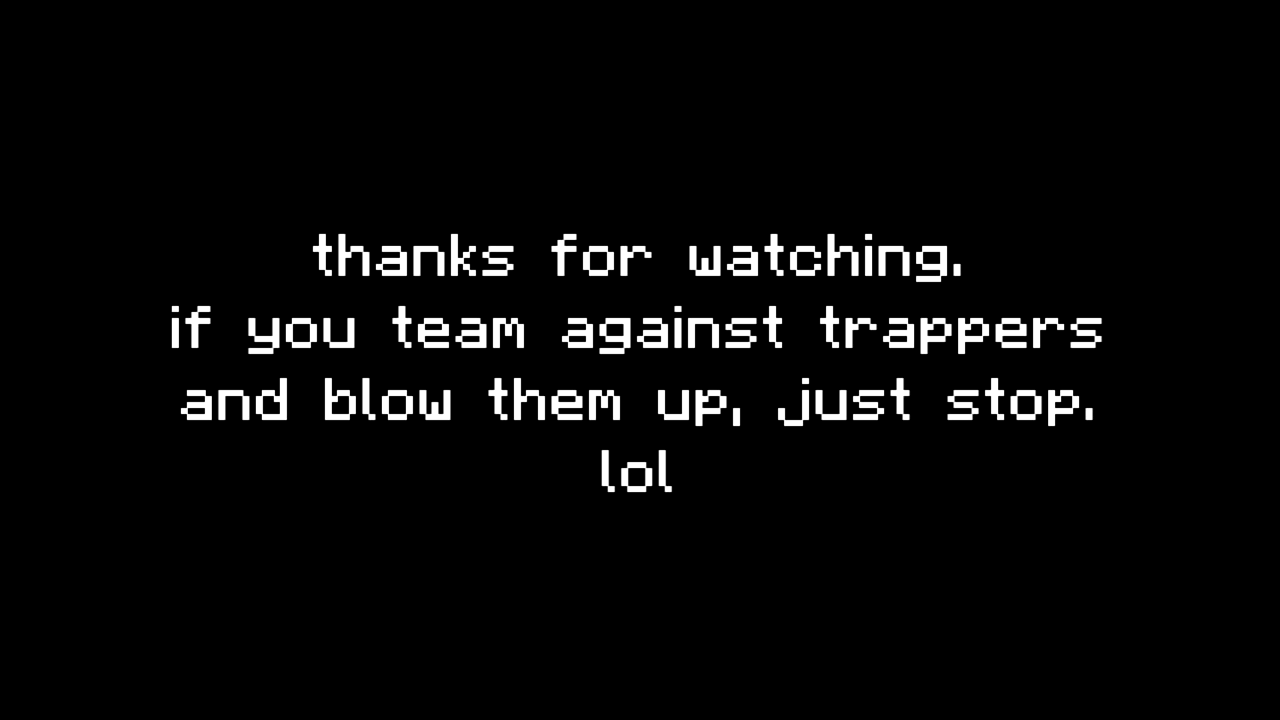 thanks for watching.
if you team against trappers
and blow them up, just stop.
lol